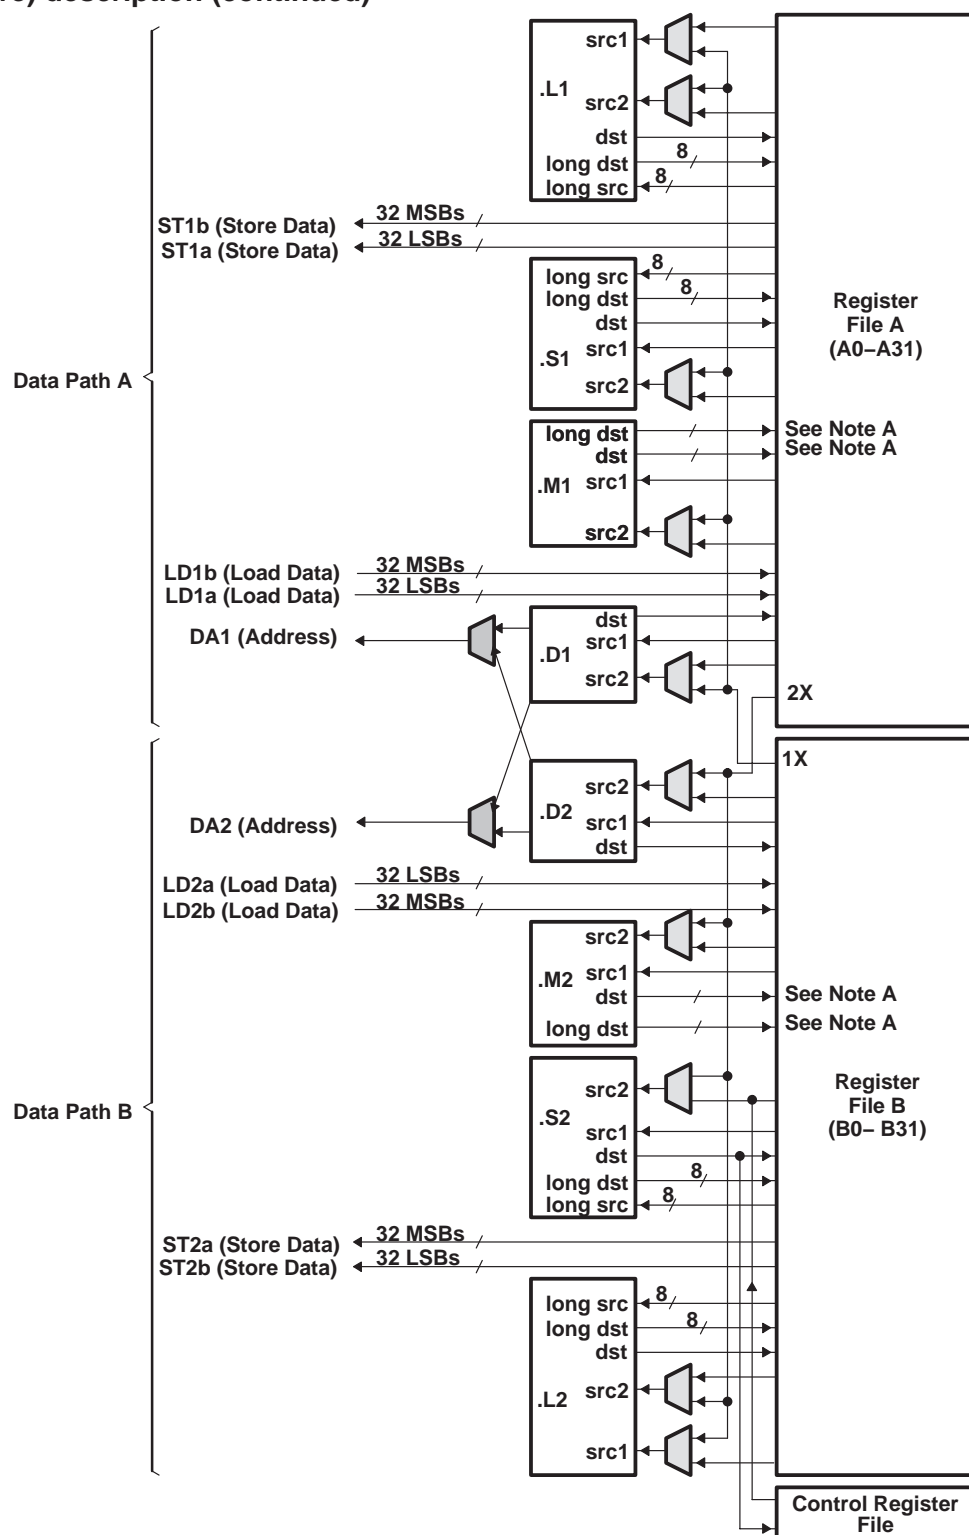 description (continued)
src1
.L1
src2
dst
long dst 8
long src 8
ST1b (Store Data) 32 MSBs
ST1a (Store Data) 32 LSBs
long src 8
long dst 8
dst
.S1 src1
src2
Register
File A
(A0–A31)
Data Path A
long dst See Note A
dst See Note A
.M1 src1
src2
LD1b (Load Data) 32 MSBs
LD1a (Load Data) 32 LSBs
DA1 (Address)
dst
src1
.D1
src2
2X
1X
src2
.D2
src1
dst
DA2 (Address)
LD2a (Load Data) 32 LSBs
LD2b (Load Data) 32 MSBs
src2
src1
.M2
dst See Note A
long dst See Note A
Data Path B
src2
.S2
src1
dst
long dst 8
long src 8
Register
File B
(B0– B31)
ST2a (Store Data) 32 MSBs
ST2b (Store Data) 32 LSBs
long src 8
long dst 8
dst
.L2 src2
src1
Control Register
File